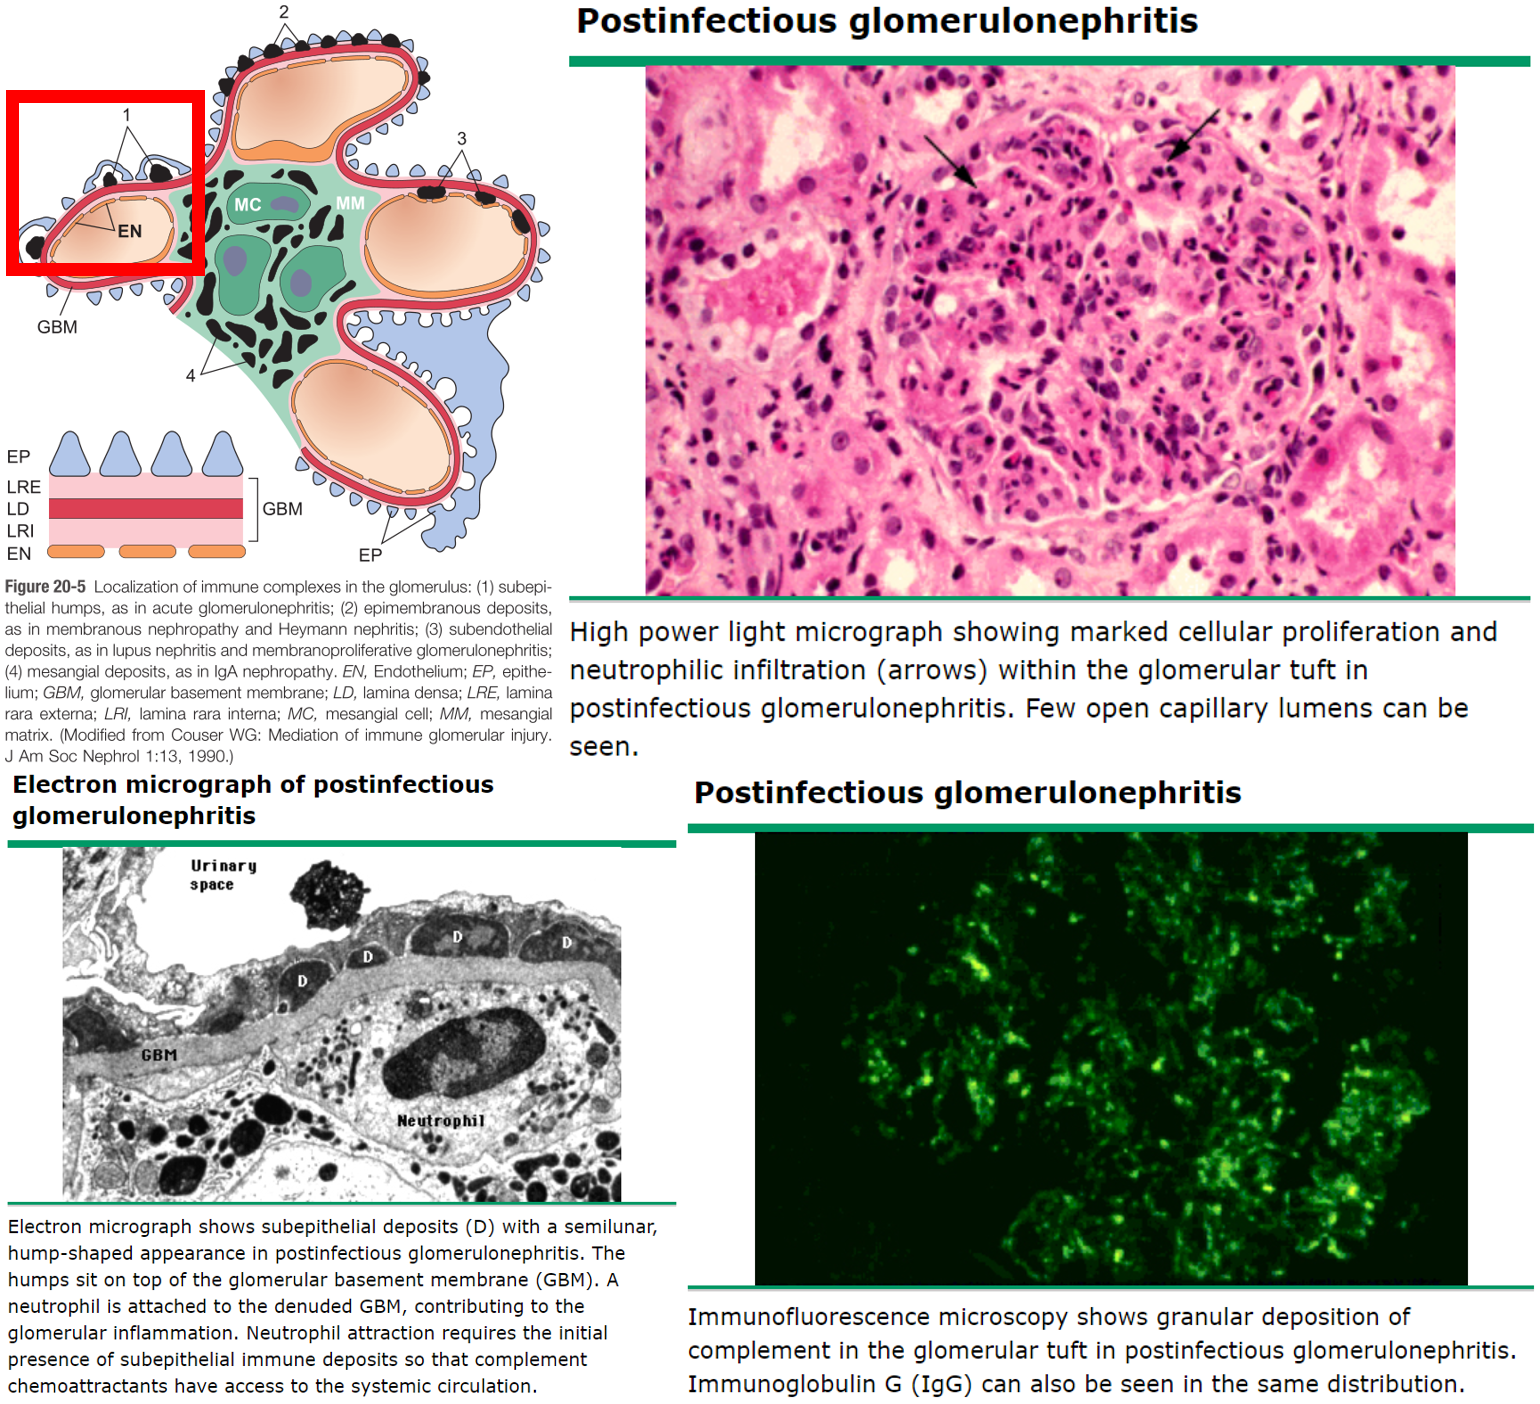 2
1
3
MC
MM
EN
GBM
4
EP
LRE
LD
LRI
EN
GBM
EP
Figure 20-5 Localization of immune complexes in the glomerulus: (1) subepi-
thelial humps, as in acute glomerulonephritis; (2) epimembranous deposits,
as in membranous nephropathy and Heymann nephritis; (3) subendothelial
deposits, as in lupus nephritis and membranoproliferative glomerulonephritis;
(4) mesangial deposits, as in IgA nephropathy. EN, Endothelium; EP, epithe-
lium; GBM, glomerular basement membrane; LD, lamina densa; LRE, lamina
rara externa; LRI, lamina rara interna; MC, mesangial cell; MM, mesangial
matrix. (Modified from Couser WG: Mediation of immune glomerular injury.
J Am Soc Nephrol 1:13, 1990.)
Postinfectious glomerulonephritis
High power light micrograph showing marked cellular proliferation and
neutrophilic infiltration (arrows) within the glomerular tuft in
postinfectious glomerulonephritis. Few open capillary lumens can be
seen.
Electron micrograph of postinfectious
glomerulonephritis
Urinary
space
D
D
D
D
GBM
Neutrophil
Electron micrograph shows subepithelial deposits (D) with a semilunar,
hump-shaped appearance in postinfectious glomerulonephritis. The
humps sit on top of the glomerular basement membrane (GBM). A
neutrophil is attached to the denuded GBM, contributing to the
glomerular inflammation. Neutrophil attraction requires the initial
presence of subepithelial immune deposits so that complement
chemoattractants have access to the systemic circulation.
Postinfectious glomerulonephritis
Immunofluorescence microscopy shows granular deposition of
complement in the glomerular tuft in postinfectious glomerulonephritis.
Immunoglobulin G (IgG) can also be seen in the same distribution.